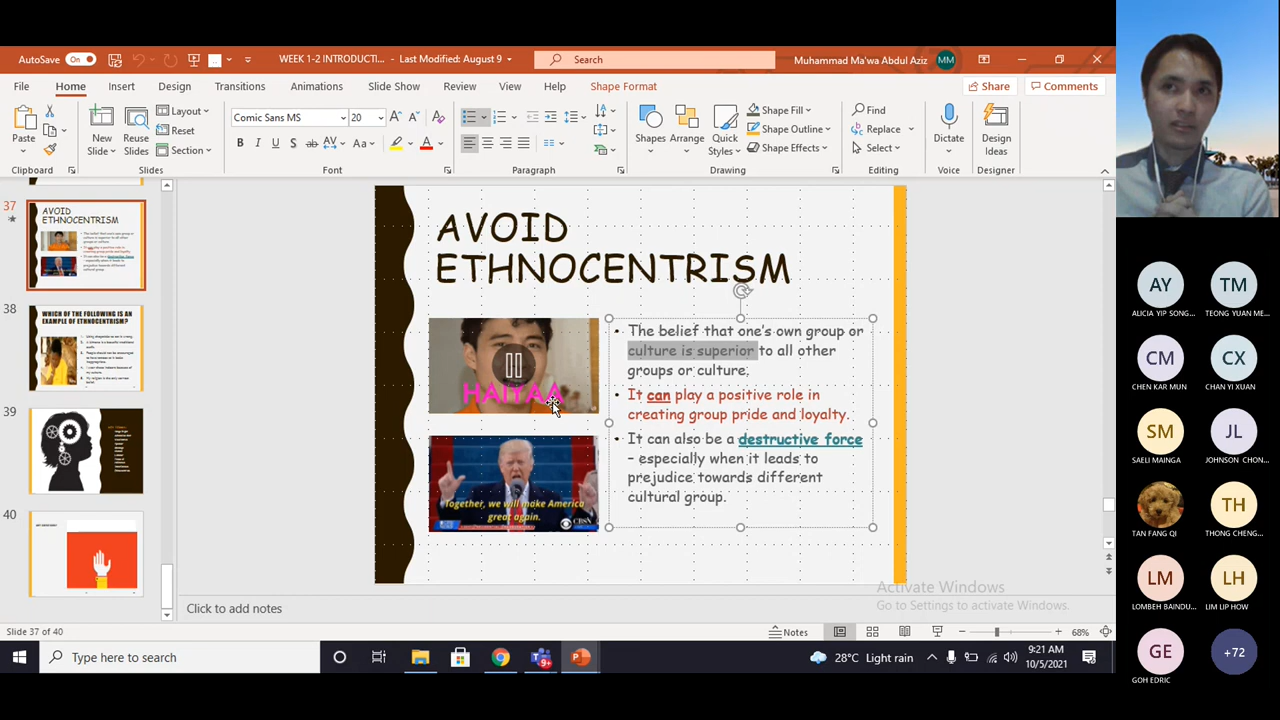 AutoSave On WEEK 1-2 INTRODUCTI... - Last Modified: August 9 Search Muhammad Ma'wa Abdul Aziz MM
File Home Insert Design Transitions Animations Slide Show Review View Help Shape Format Share Comments
Paste
Clipboard
New Slide
Reuse Slides
Layout
Reset
Section
Slides
Comic Sans MS 20
Font
Paragraph
Shapes
Arrange
Quick Styles
Shape Fill
Shape Outline
Shape Effects
Drawing
Find
Replace
Select
Editing
Dictate
Voice
Design Ideas
Designer
37
AVOID
ETHNOCENTRISM
38
WHICH OF THE FOLLOWING IS AN
EXAMPLE OF ETHNOCENTRISM?
39
40
AVOID
ETHNOCENTRISM
HAIYAA
Together, we will make America
great again.
CBSN
• The belief that one's own group or
culture is superior to all other
groups or culture.
• It can play a positive role in
creating group pride and loyalty.
• It can also be a destructive force
– especially when it leads to
prejudice towards different
cultural group.
Activate Windows
Go to Settings to activate Windows.
Click to add notes
Slide 37 of 40 Notes 68%
Type here to search
9+
28°C Light rain
9:21 AM
10/5/2021
AY TM
ALICIA YIP SONG... TEONG YUAN ME...
CM CX
CHEN KAR MUN CHAN YI XUAN
SM JL
SAELI MAINGA JOHNSON CHON...
TH
TAN FANG QI THONG CHENG...
LM LH
LOMBEH BAINDU... LIM LIP HOW
GE +72
GOH EDRIC